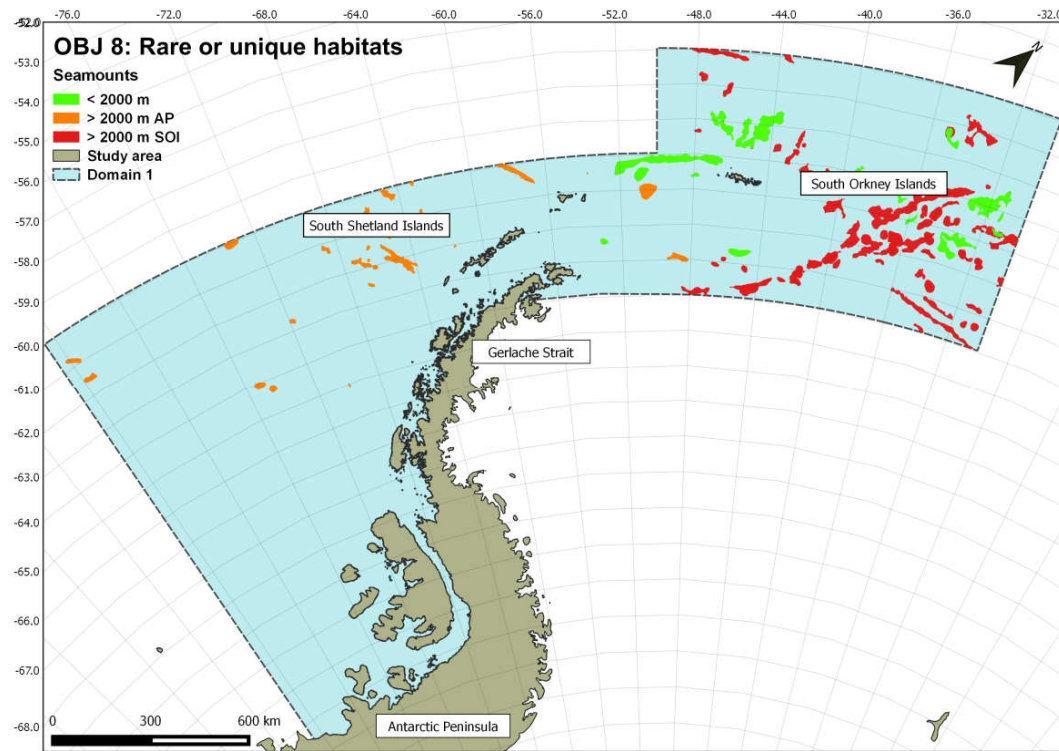 -52.0 -76.0 -72.0 -68.0 -64.0 -60.0 -56.0 -52.0 -48.0 -44.0 -40.0 -36.0 -32.0
OBJ 8: Rare or unique habitats
Seamounts
< 2000 m
> 2000 m AP
> 2000 m SOI
Study area
Domain 1
N
-53.0
-54.0
-55.0
-56.0
-57.0
-58.0
-59.0
-60.0
-61.0
-62.0
-63.0
-64.0
-65.0
-66.0
-67.0
-68.0
South Orkney Islands
South Shetland Islands
Gerlache Strait
Antarctic Peninsula
0 300 600 km